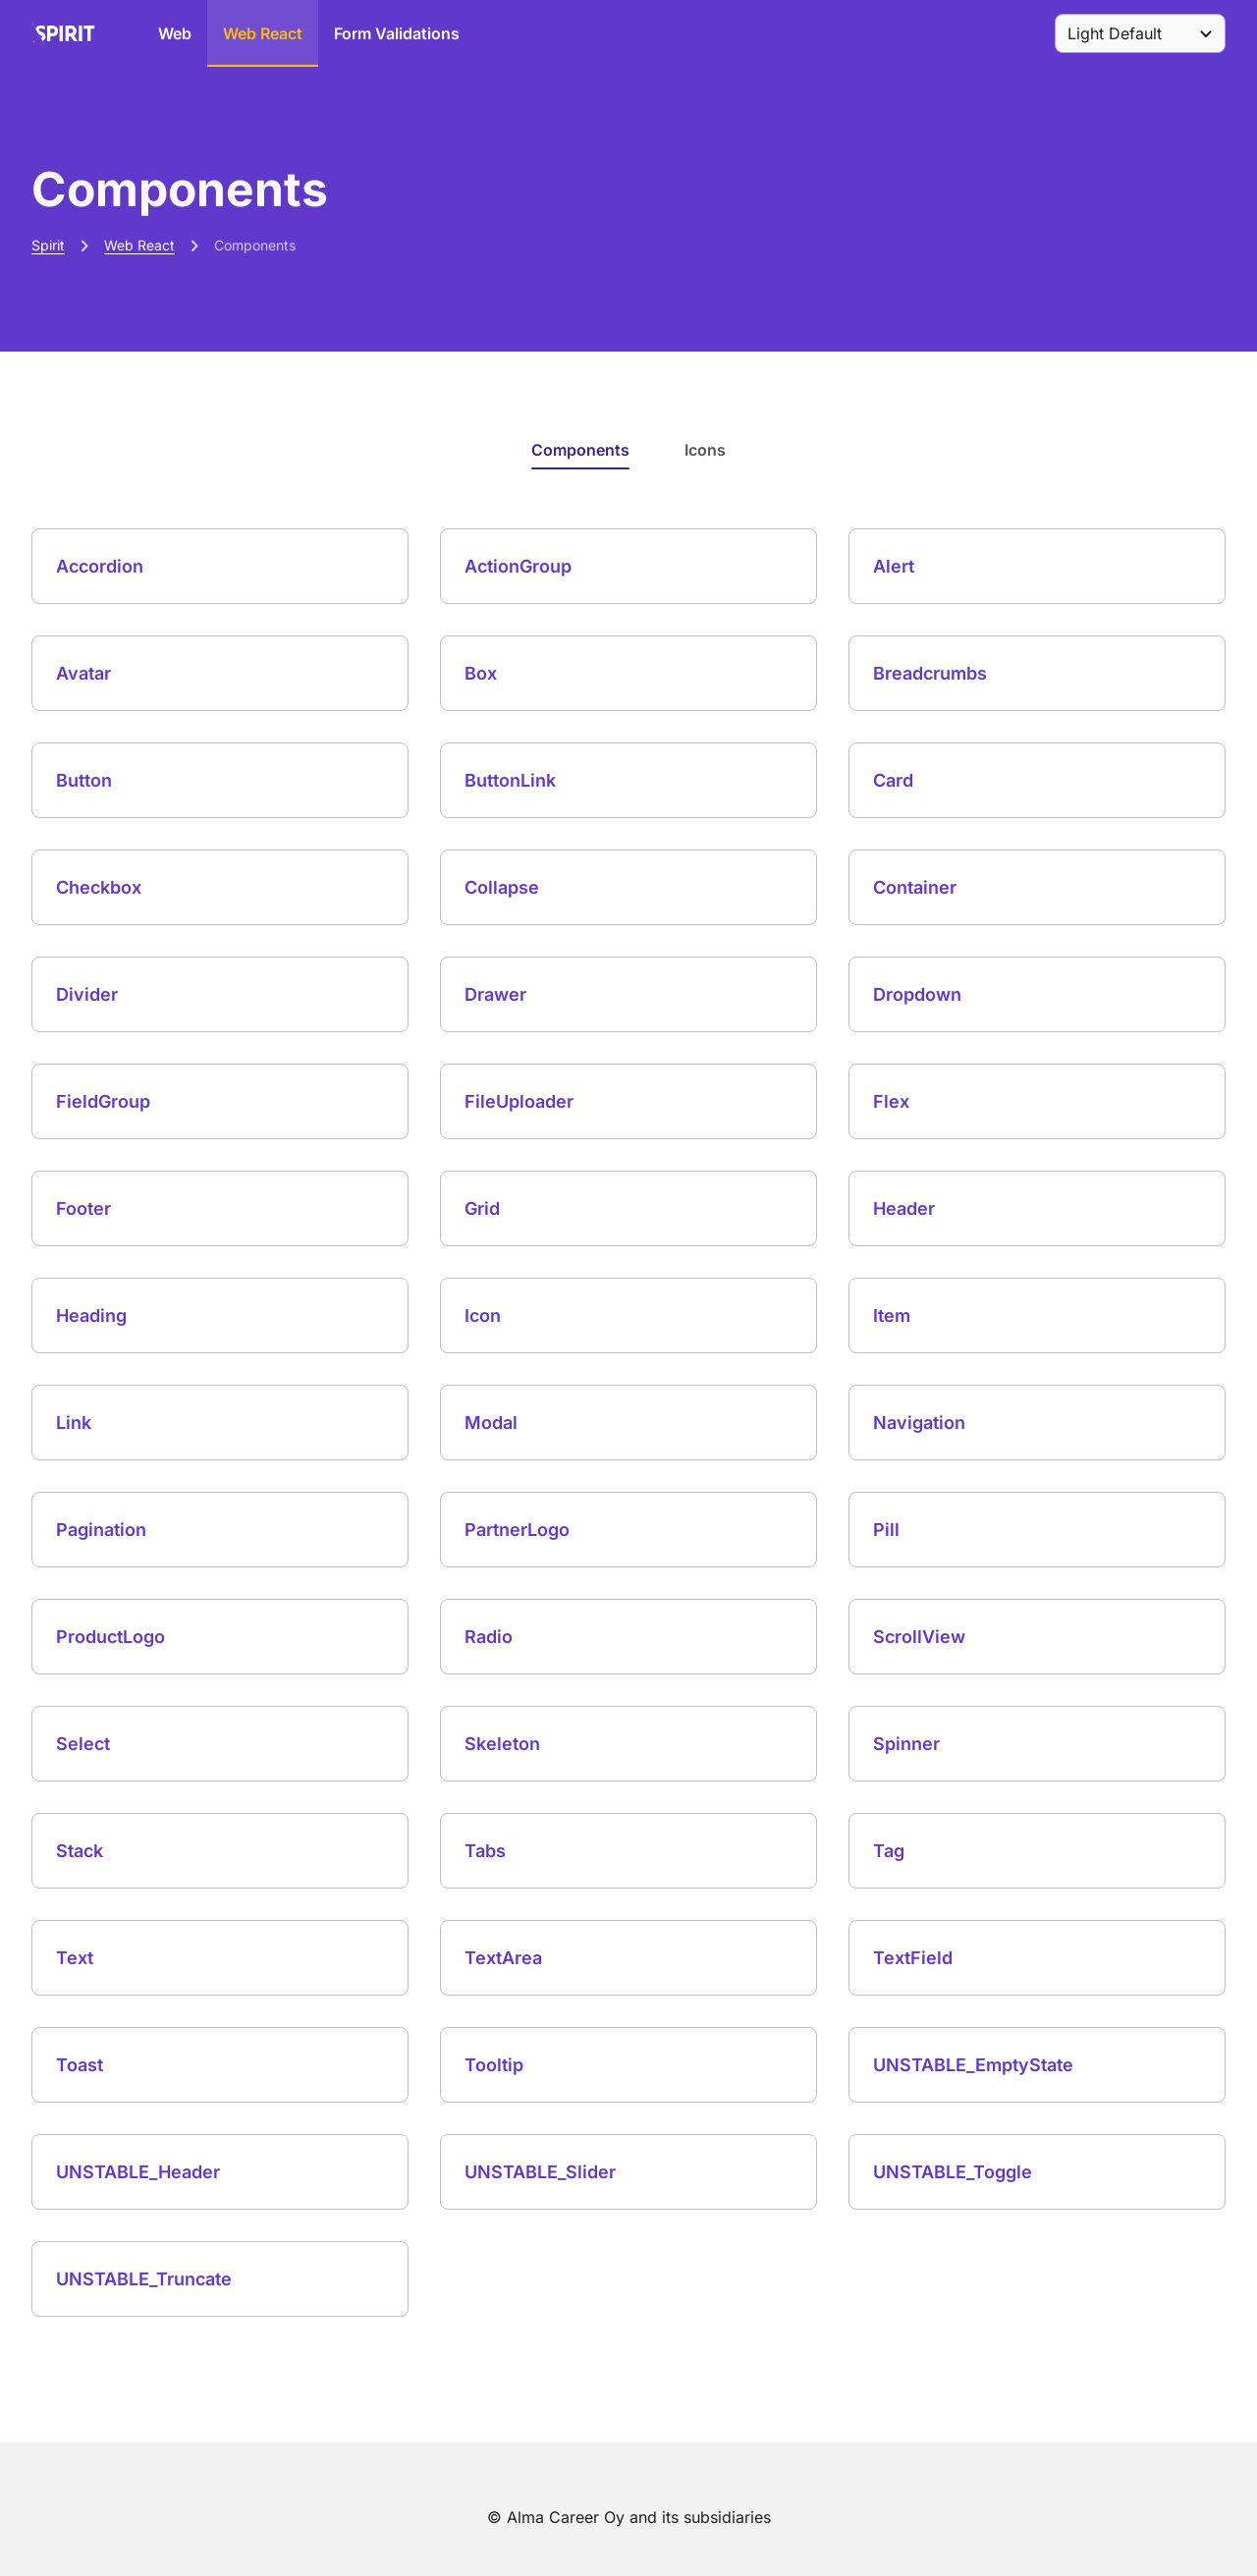 SPIRIT Web Web React Form Validations Light Default
Components
Spirit Web React Components
Components Icons
Accordion ActionGroup Alert
Avatar Box Breadcrumbs
Button ButtonLink Card
Checkbox Collapse Container
Divider Drawer Dropdown
FieldGroup FileUploader Flex
Footer Grid Header
Heading Icon Item
Link Modal Navigation
Pagination PartnerLogo Pill
ProductLogo Radio ScrollView
Select Skeleton Spinner
Stack Tabs Tag
Text TextArea TextField
Toast Tooltip UNSTABLE_EmptyState
UNSTABLE_Header UNSTABLE_Slider UNSTABLE_Toggle
UNSTABLE_Truncate
© Alma Career Oy and its subsidiaries